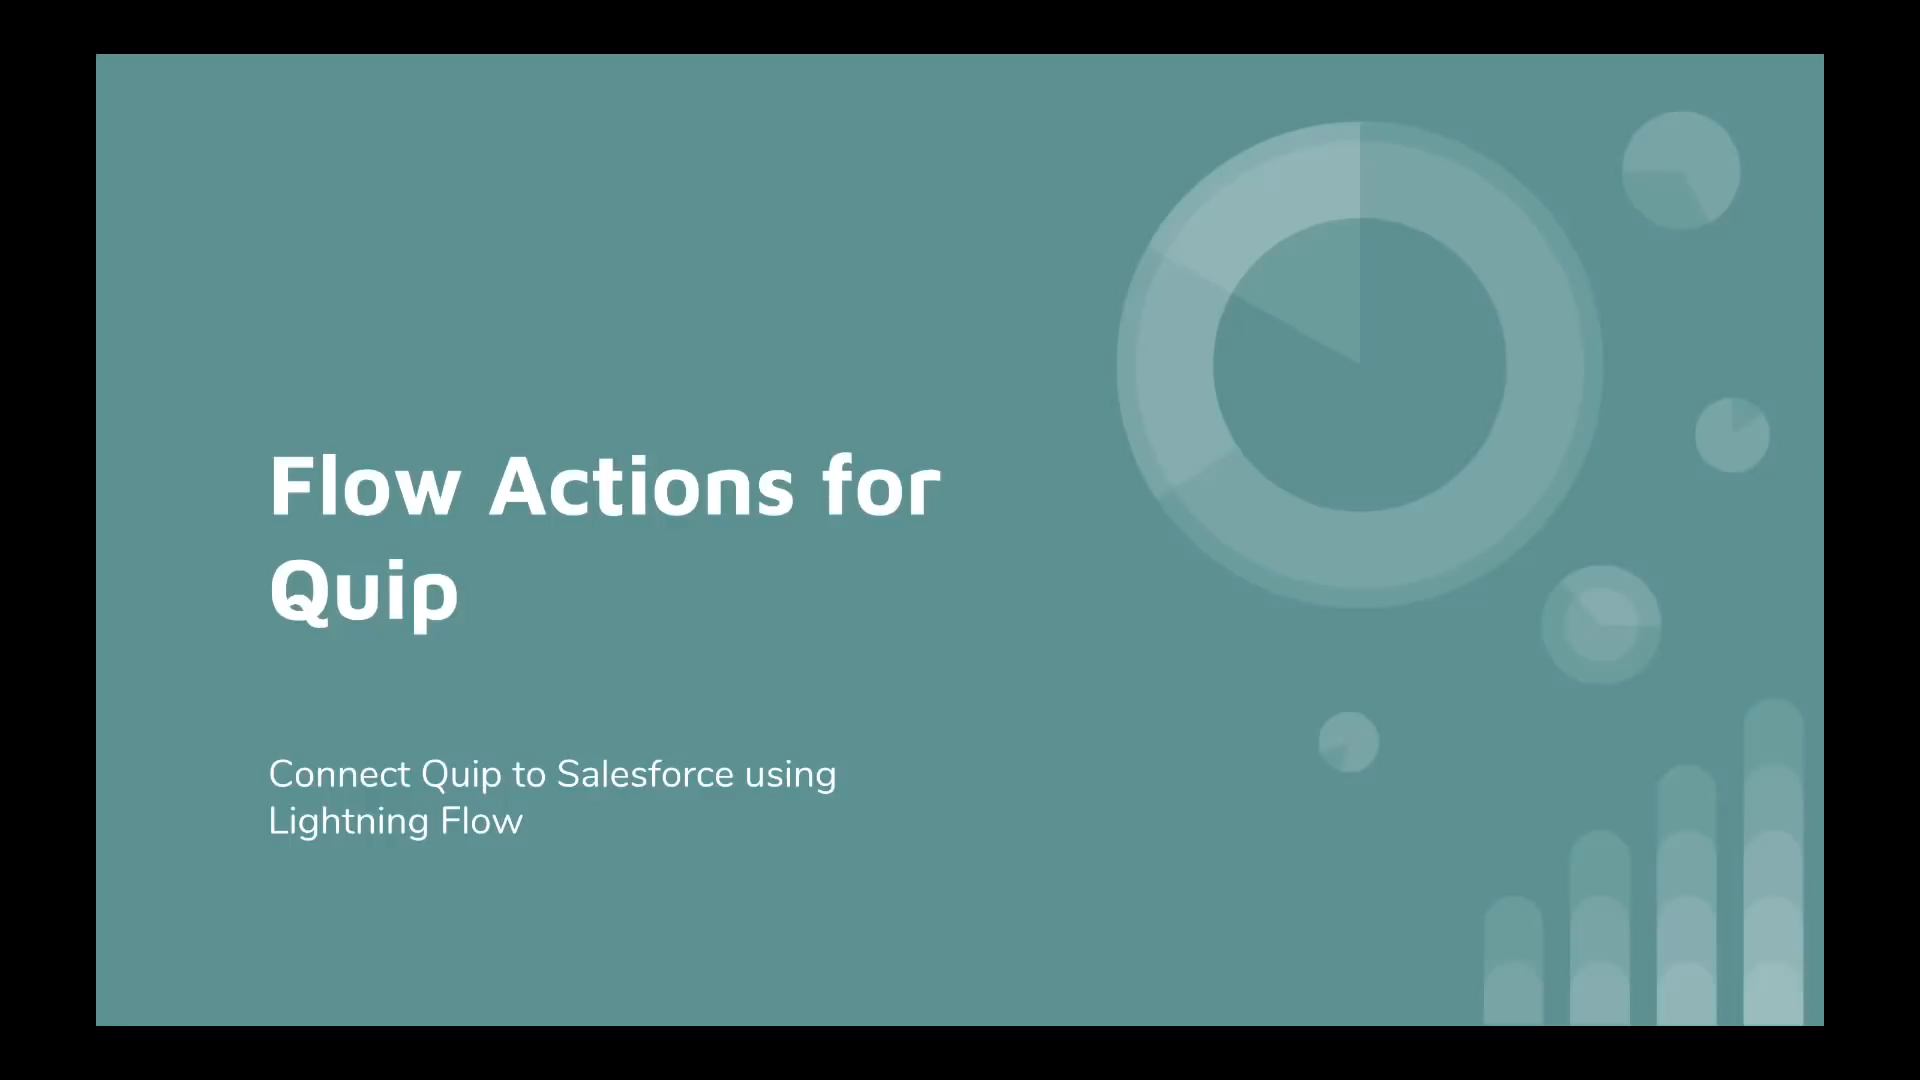 Flow Actions for
Quip
Connect Quip to Salesforce using
Lightning Flow